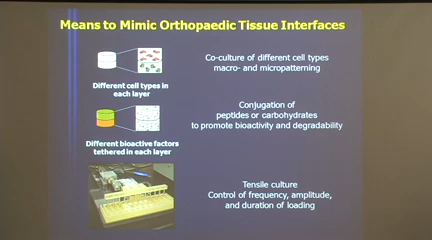 Means to Mimic Orthopaedic Tissue Interfaces
Co-culture of different cell types
macro- and micropatterning
Different cell types in
each layer
Conjugation of
peptides or carbohydrates
to promote bioactivity and degradability
Different bioactive factors
tethered in each layer
Tensile culture
Control of frequency, amplitude,
and duration of loading